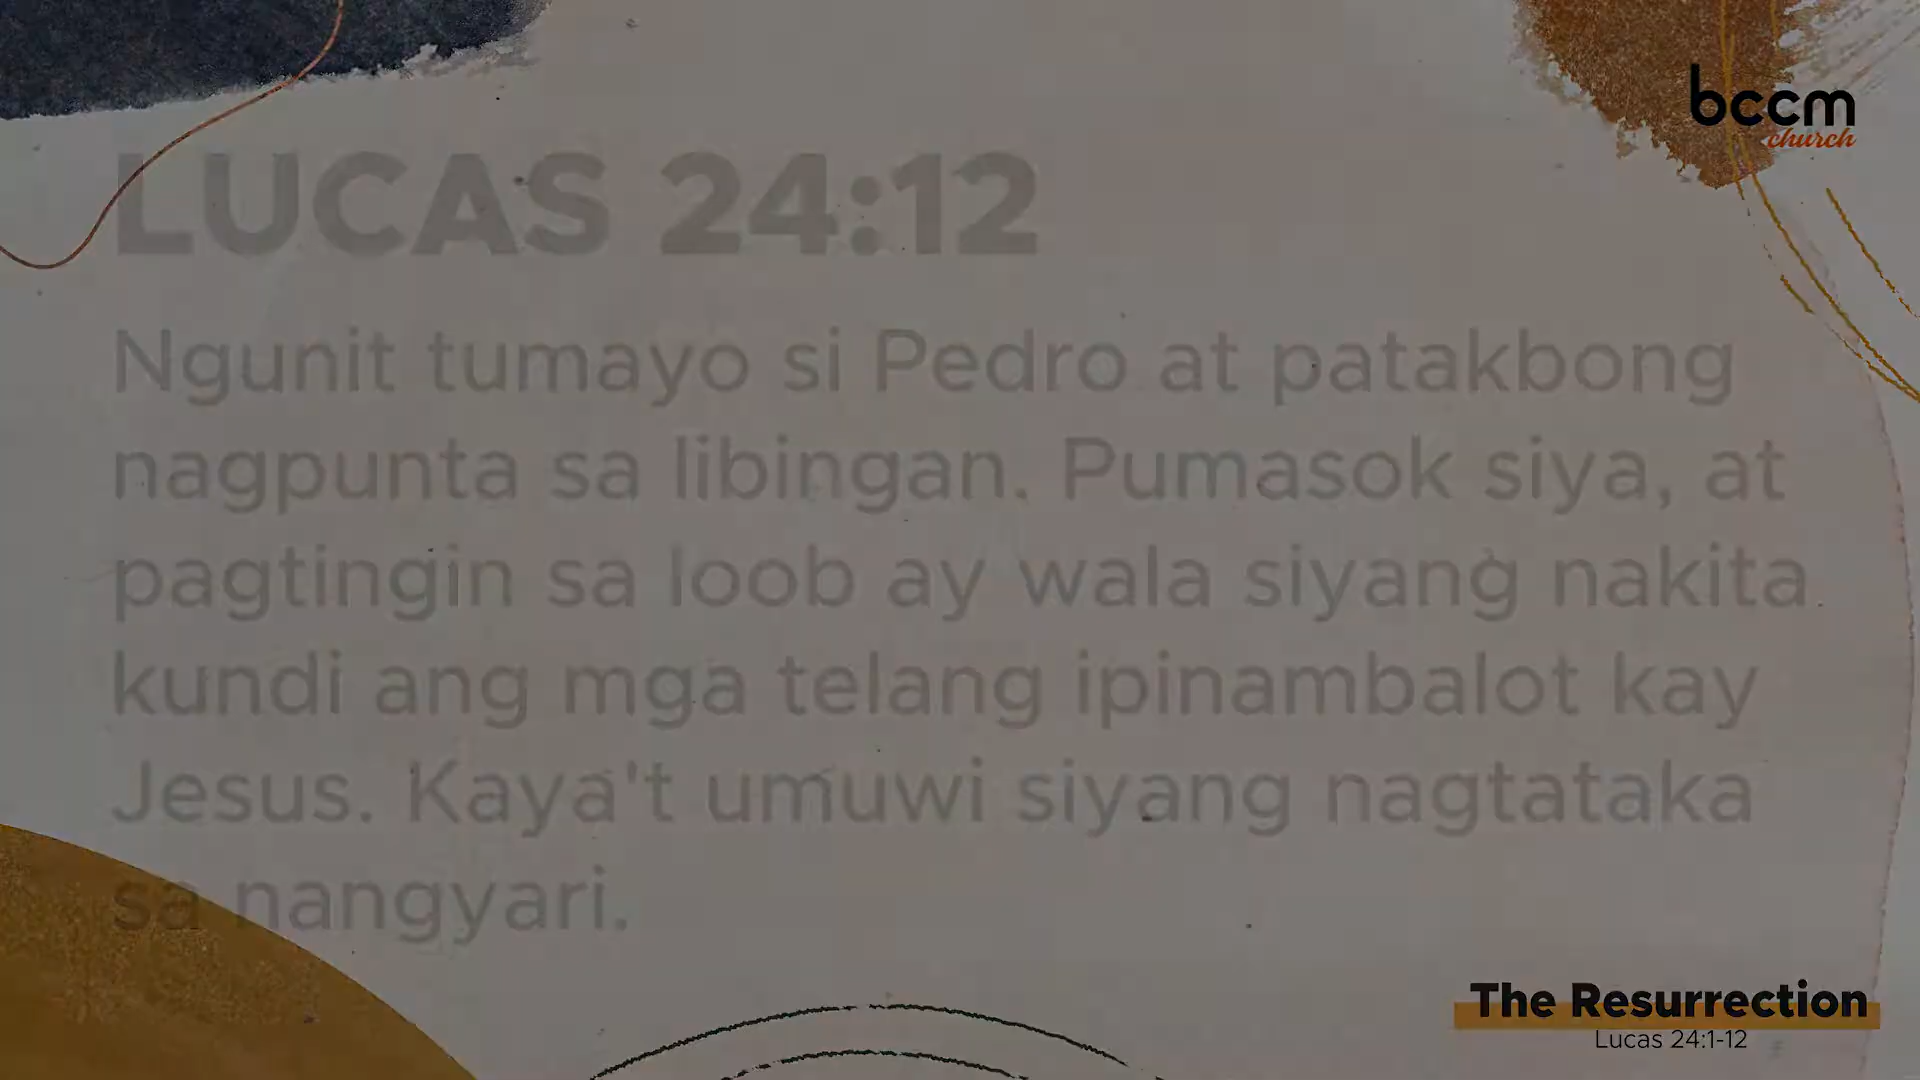 bccm
church
LUCAS 24:12
Ngunit tumayo si Pedro at patakbong
nagpunta sa libingan. Pumasok siya, at
pagtingin sa loob ay wala siyang nakita
kundi ang mga telang ipinambalot kay
Jesus. Kaya't umuwi siyang nagtataka
sa nangyari.
The Resurrection
Lucas 24:1-12